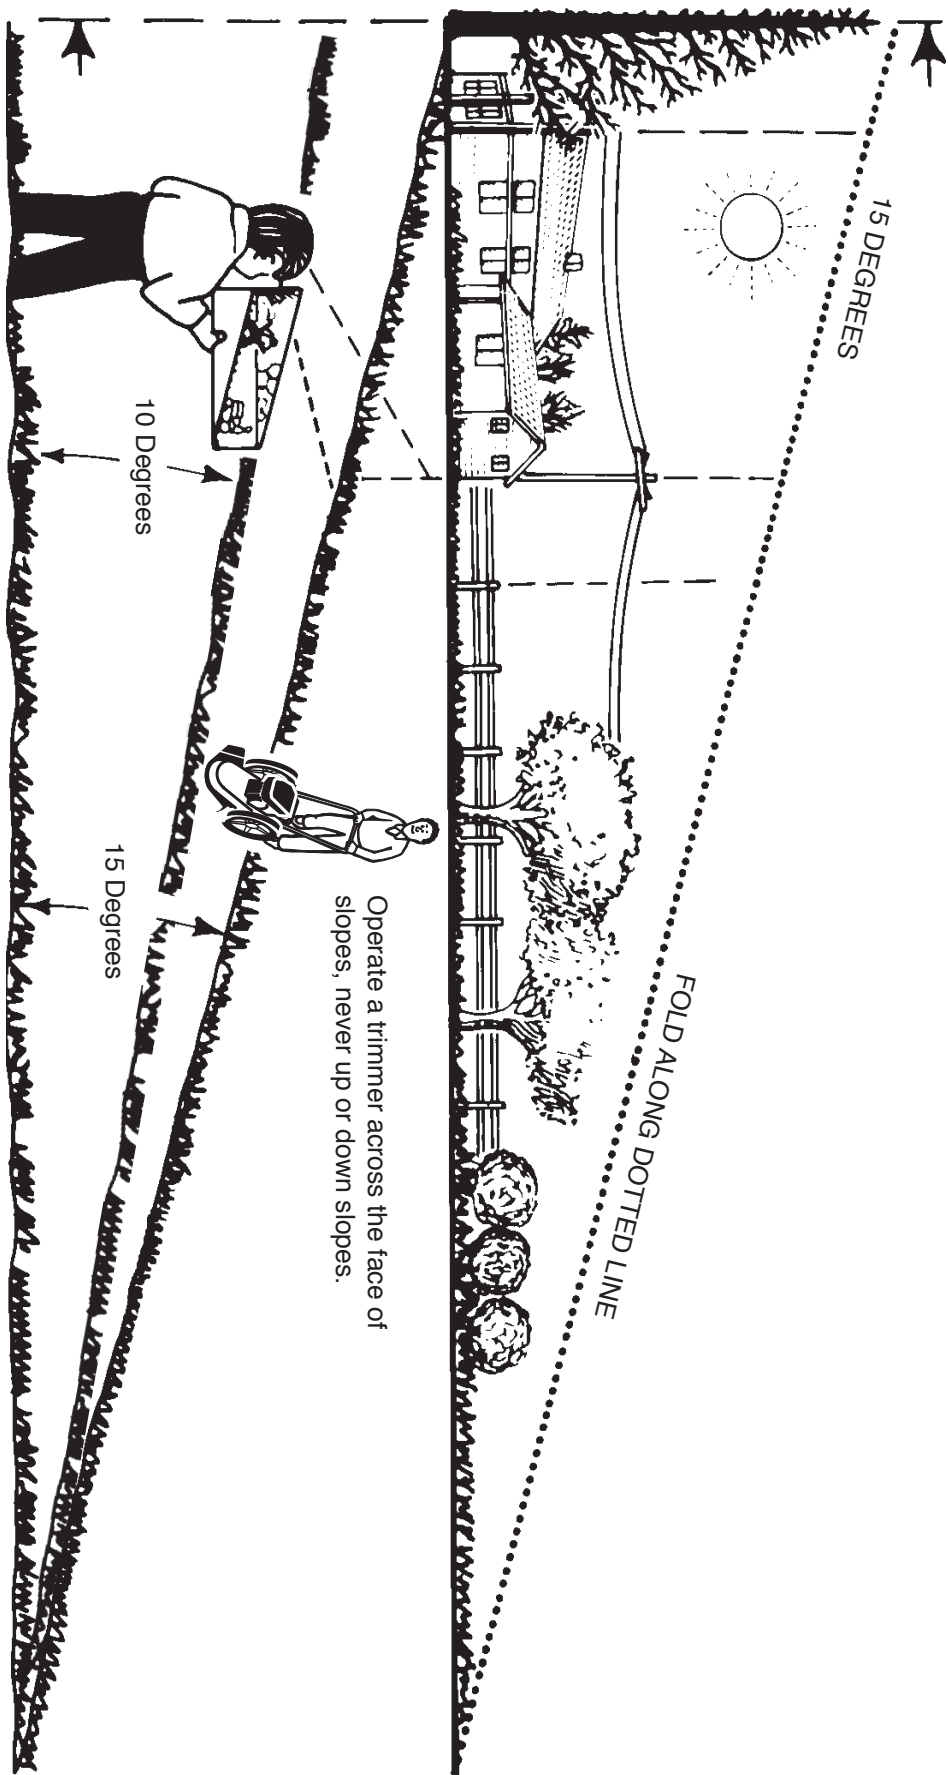 15 DEGREES
FOLD ALONG DOTTED LINE
Operate a trimmer across the face of
slopes, never up or down slopes.
10 Degrees
15 Degrees